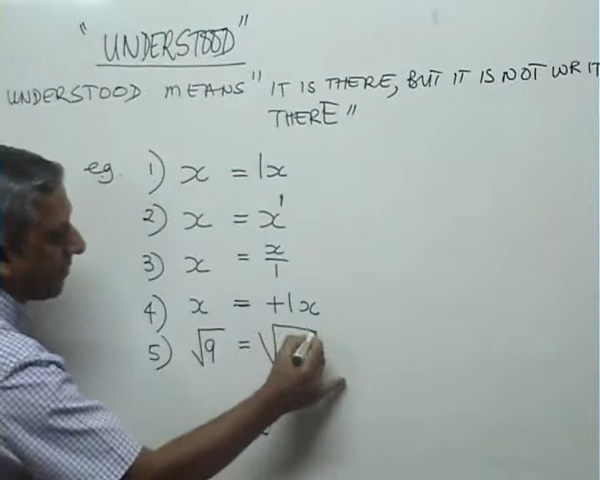 "UNDERSTOOD"
UNDERSTOOD MEANS "IT IS THERE, BUT IT IS NOT WRIT
THERE"
eg. 1) x = 1x
2) x = x¹
3) x = x/1
4) x = +1x
5) √9 = √